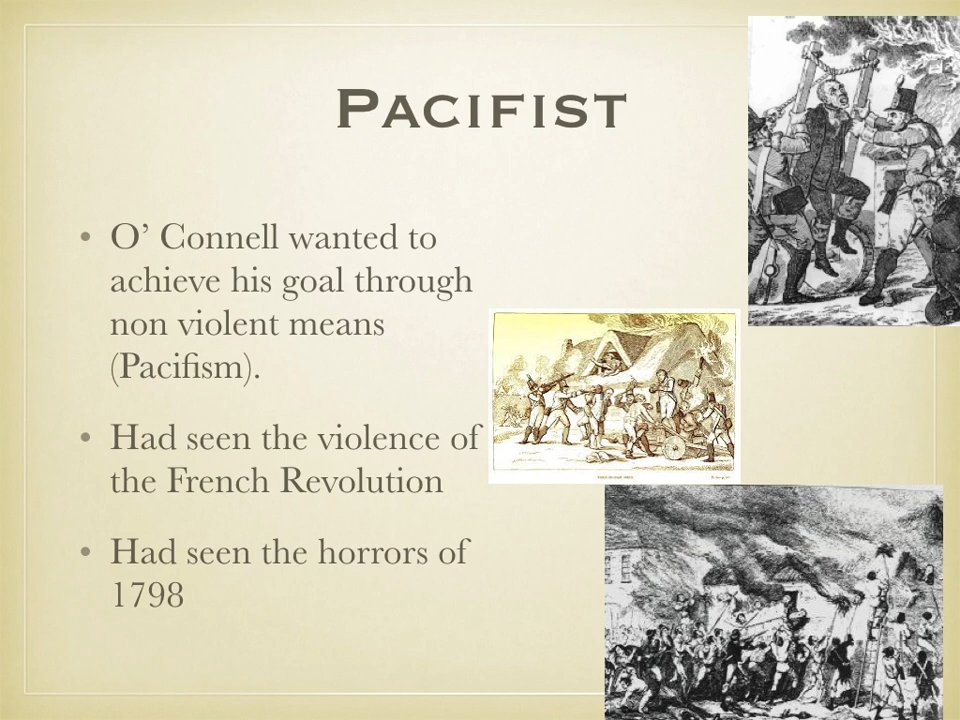 Pacifist
• O’ Connell wanted to
achieve his goal through
non violent means
(Pacifism).
• Had seen the violence of
the French Revolution
• Had seen the horrors of
1798